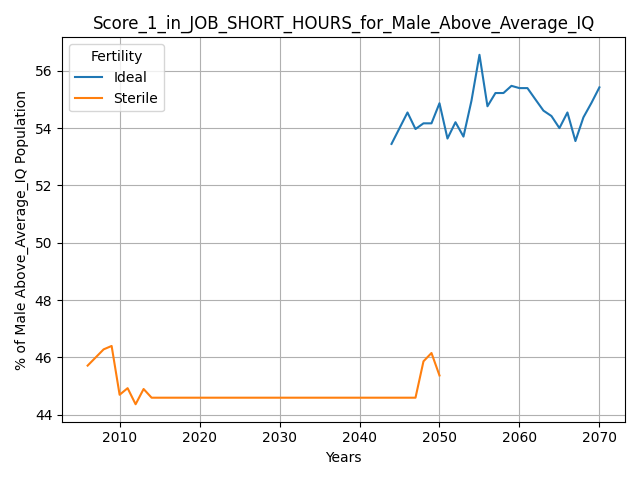 Score_1_in_JOB_SHORT_HOURS_for_Male_Above_Average_IQ
Fertility
Ideal
Sterile
% of Male Above_Average_IQ Population
56
54
52
50
48
46
44
2010 2020 2030 2040 2050 2060 2070
Years